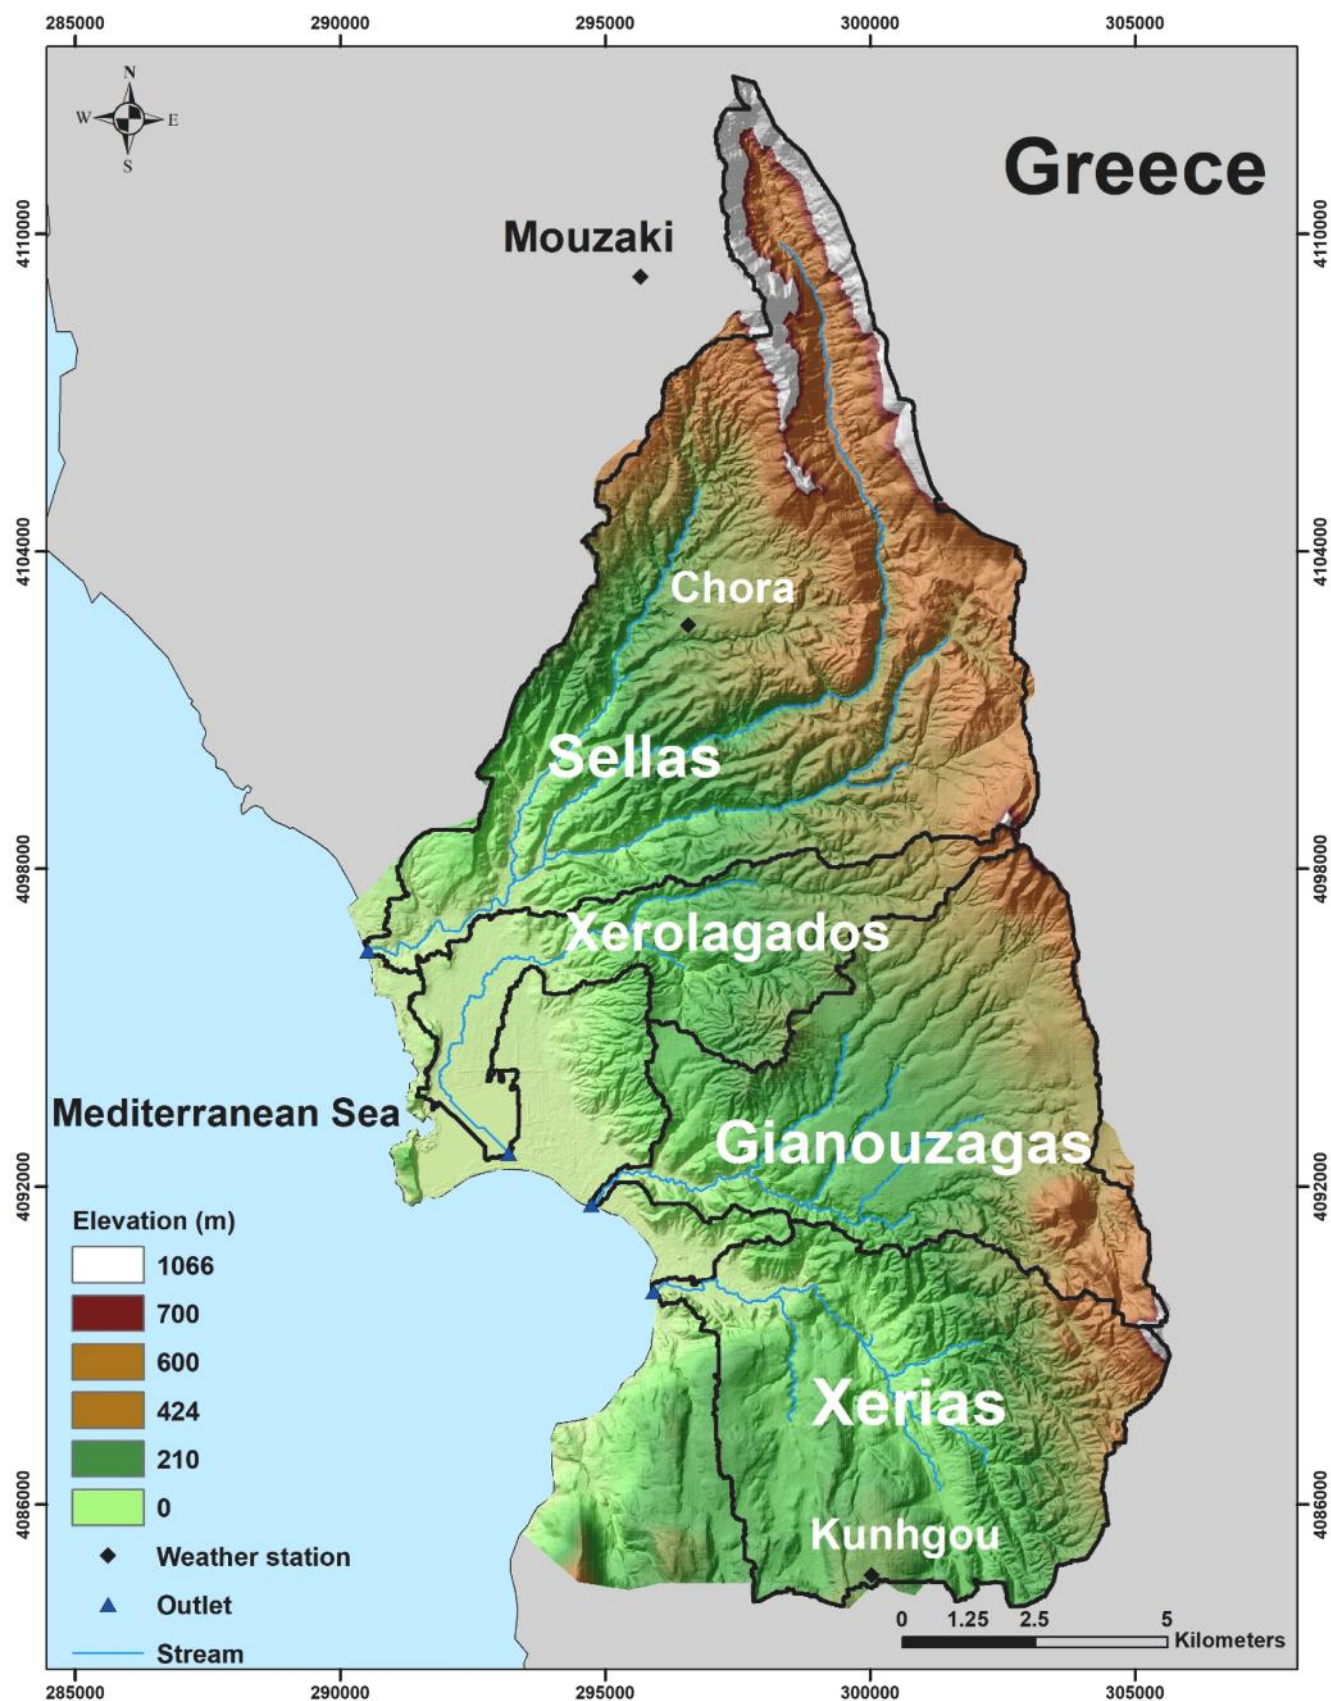 285000 290000 295000 300000 305000
N
W E
S
Greece
Mouzaki
4110000 4110000
4104000 4104000
Chora
Sellas
4098000 4098000
Xerolagados
Mediterranean Sea
Gianouzagas
4092000 4092000
Elevation (m)
1066
700
600
424
210
0
Xerias
4086000 4086000
Kunhgou
Weather station
Outlet
Stream
0 1.25 2.5 5
Kilometers
285000 290000 295000 300000 305000